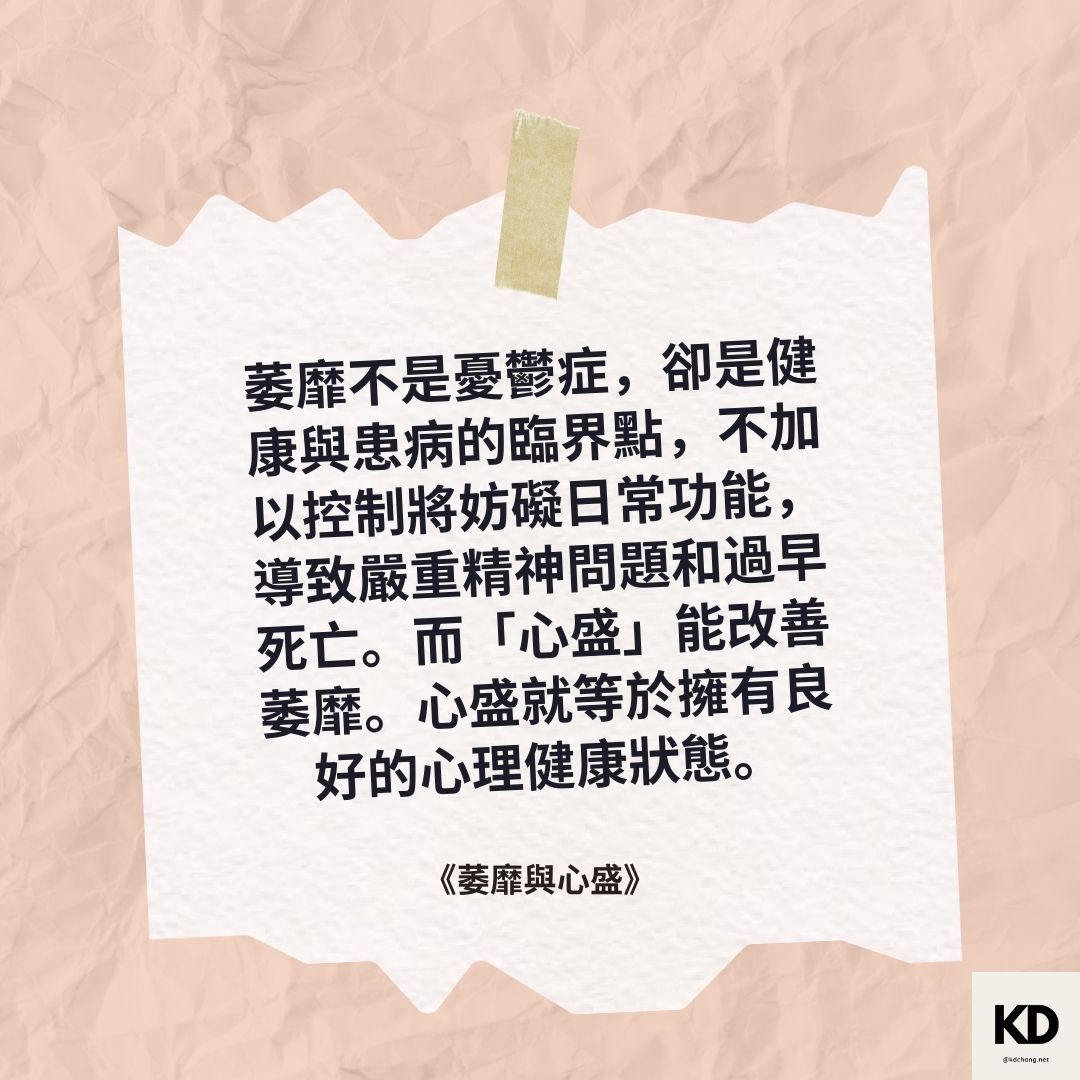 萎靡不是憂鬱症，卻是健
康與患病的臨界點，不加
以控制將妨礙日常功能，
導致嚴重精神問題和過早
死亡。而「心盛」能改善
萎靡。心盛就等於擁有良
好的心理健康狀態。
《萎靡與心盛》
KD
@kdchang.net